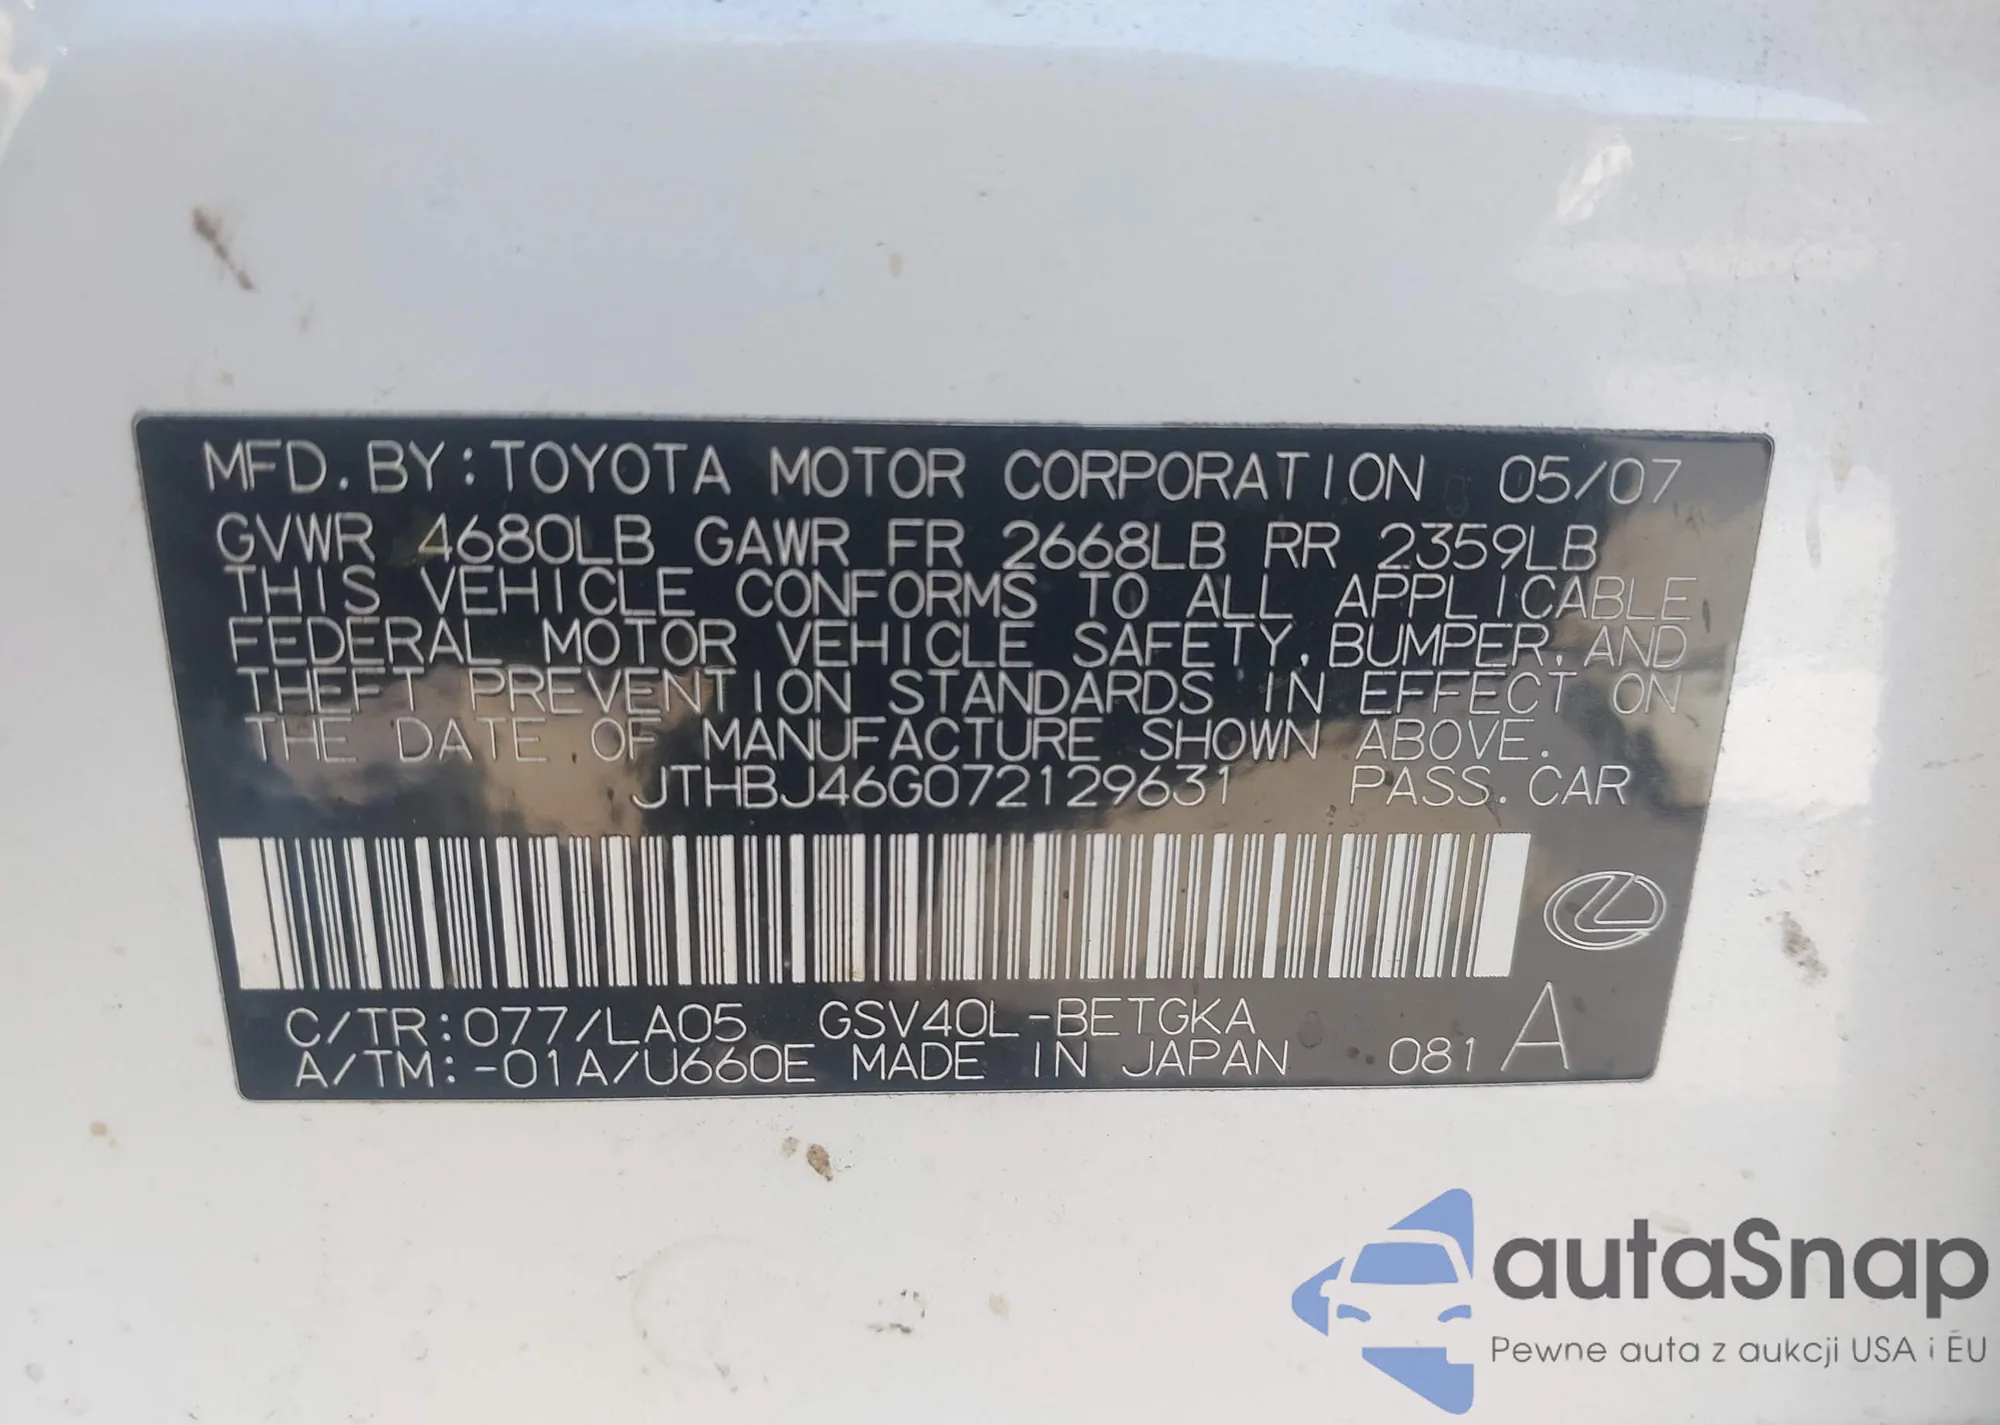 MFD. BY: TOYOTA MOTOR CORPORATION 05/07
GVWR 4680LB GAWR FR 2668LB RR 2359LB
THIS VEHICLE CONFORMS TO ALL APPLICABLE
FEDERAL MOTOR VEHICLE SAFETY, BUMPER, AND
THEFT PREVENTION STANDARDS IN EFFECT ON
THE DATE OF MANUFACTURE SHOWN ABOVE.
JTHBJ46G072129631 PASS. CAR
C/TR:077/LA05 GSV40L-BETGKA
A/TM:-01A/U660E MADE IN JAPAN 081 A
autaSnap
Pewne auta z aukcji USA i EU